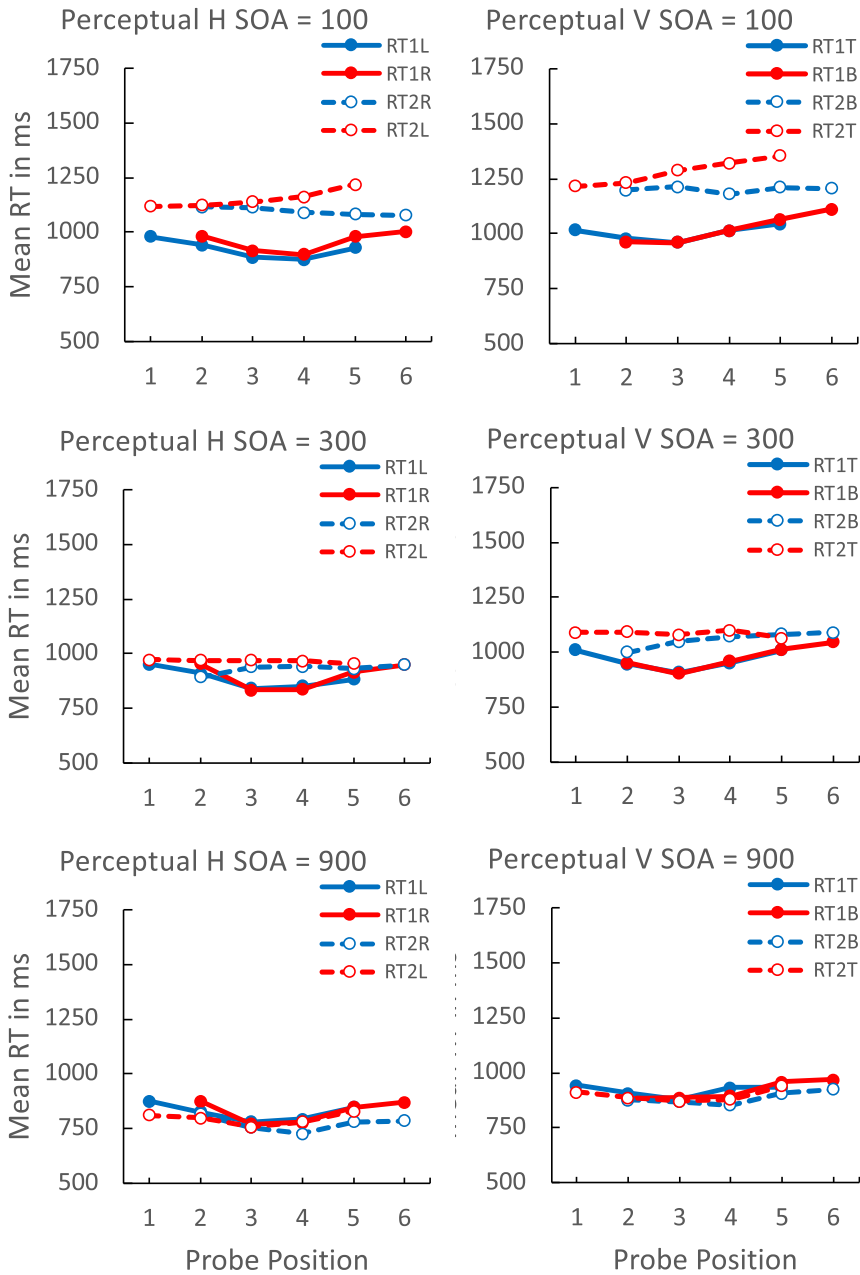 Perceptual H SOA = 100
RT1L
RT1R
RT2R
RT2L
1750
1500
1250
1000
750
500
Mean RT in ms
1 2 3 4 5 6
Perceptual V SOA = 100
RT1T
RT1B
RT2B
RT2T
1750
1500
1250
1000
750
500
1 2 3 4 5 6
Perceptual H SOA = 300
RT1L
RT1R
RT2R
RT2L
1750
1500
1250
1000
750
500
Mean RT in ms
1 2 3 4 5 6
Perceptual V SOA = 300
RT1T
RT1B
RT2B
RT2T
1750
1500
1250
1000
750
500
1 2 3 4 5 6
Perceptual H SOA = 900
RT1L
RT1R
RT2R
RT2L
1750
1500
1250
1000
750
500
Mean RT in ms
1 2 3 4 5 6
Probe Position
Perceptual V SOA = 900
RT1T
RT1B
RT2B
RT2T
1750
1500
1250
1000
750
500
1 2 3 4 5 6
Probe Position